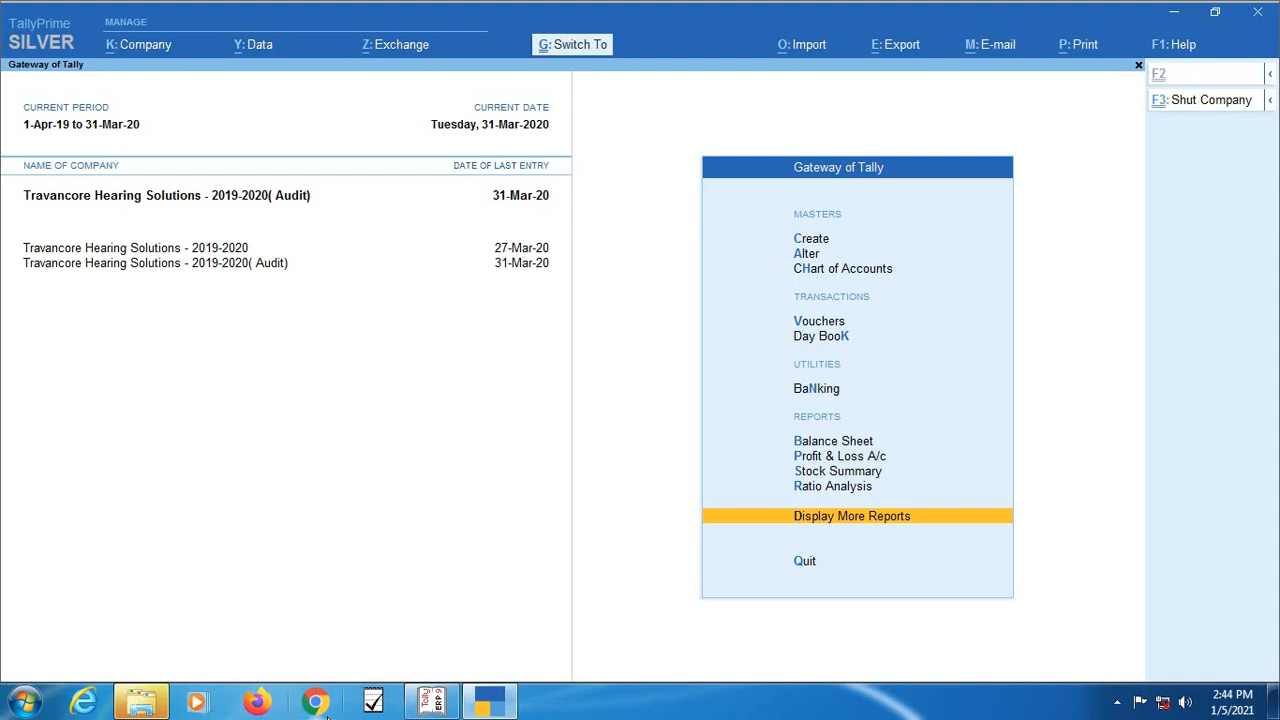 TallyPrime
SILVER
MANAGE
K: Company
Y: Data
Z: Exchange
G: Switch To
O: Import
E: Export
M: E-mail
P: Print
F1: Help
Gateway of Tally
F2
F3: Shut Company
CURRENT PERIOD
CURRENT DATE
1-Apr-19 to 31-Mar-20
Tuesday, 31-Mar-2020
NAME OF COMPANY
DATE OF LAST ENTRY
Travancore Hearing Solutions - 2019-2020( Audit)
31-Mar-20
Travancore Hearing Solutions - 2019-2020
27-Mar-20
Travancore Hearing Solutions - 2019-2020( Audit)
31-Mar-20
Gateway of Tally
MASTERS
Create
Alter
CHart of Accounts
TRANSACTIONS
Vouchers
Day BooK
UTILITIES
BaNking
REPORTS
Balance Sheet
Profit & Loss A/c
Stock Summary
Ratio Analysis
Display More Reports
Quit
Tally
ERP 9
2:44 PM
1/5/2021